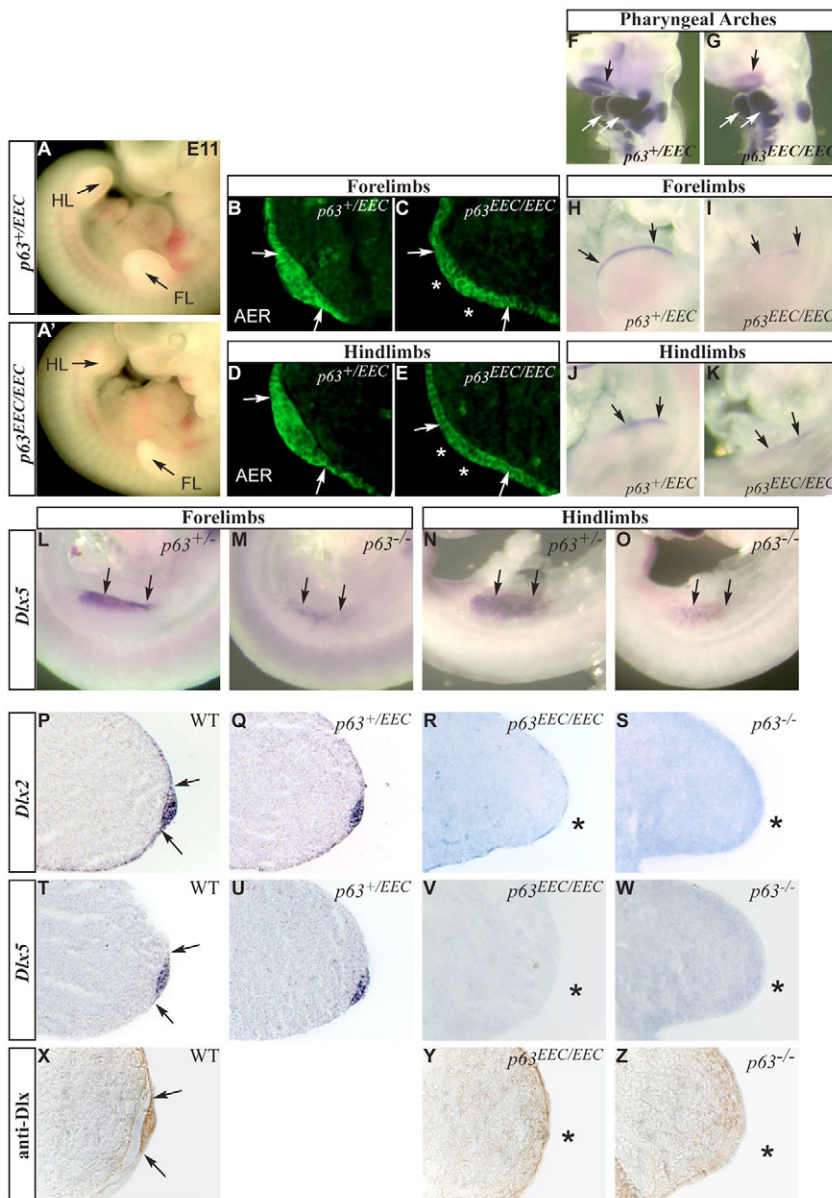 Pharyngeal Arches
F
G
p63+/EEC
p63EEC/EEC
A
E11
HL
FL
p63+/EEC
A'
HL
FL
p63EEC/EEC
Forelimbs
B
p63+/EEC
C
p63EEC/EEC
AER
*
*
Hindlimbs
D
p63+/EEC
E
p63EEC/EEC
AER
*
*
Forelimbs
H
I
p63+/EEC
p63EEC/EEC
Hindlimbs
J
K
p63+/EEC
p63EEC/EEC
Forelimbs
Hindlimbs
Dlx5
L
p63+/-
M
p63-/-
N
p63+/-
O
p63-/-
Dlx2
P
WT
Q
p63+/EEC
R
p63EEC/EEC
*
S
p63-/-
*
Dlx5
T
WT
U
p63+/EEC
V
p63EEC/EEC
*
W
p63-/-
*
anti-Dlx
X
WT
Y
p63EEC/EEC
*
Z
p63-/-
*